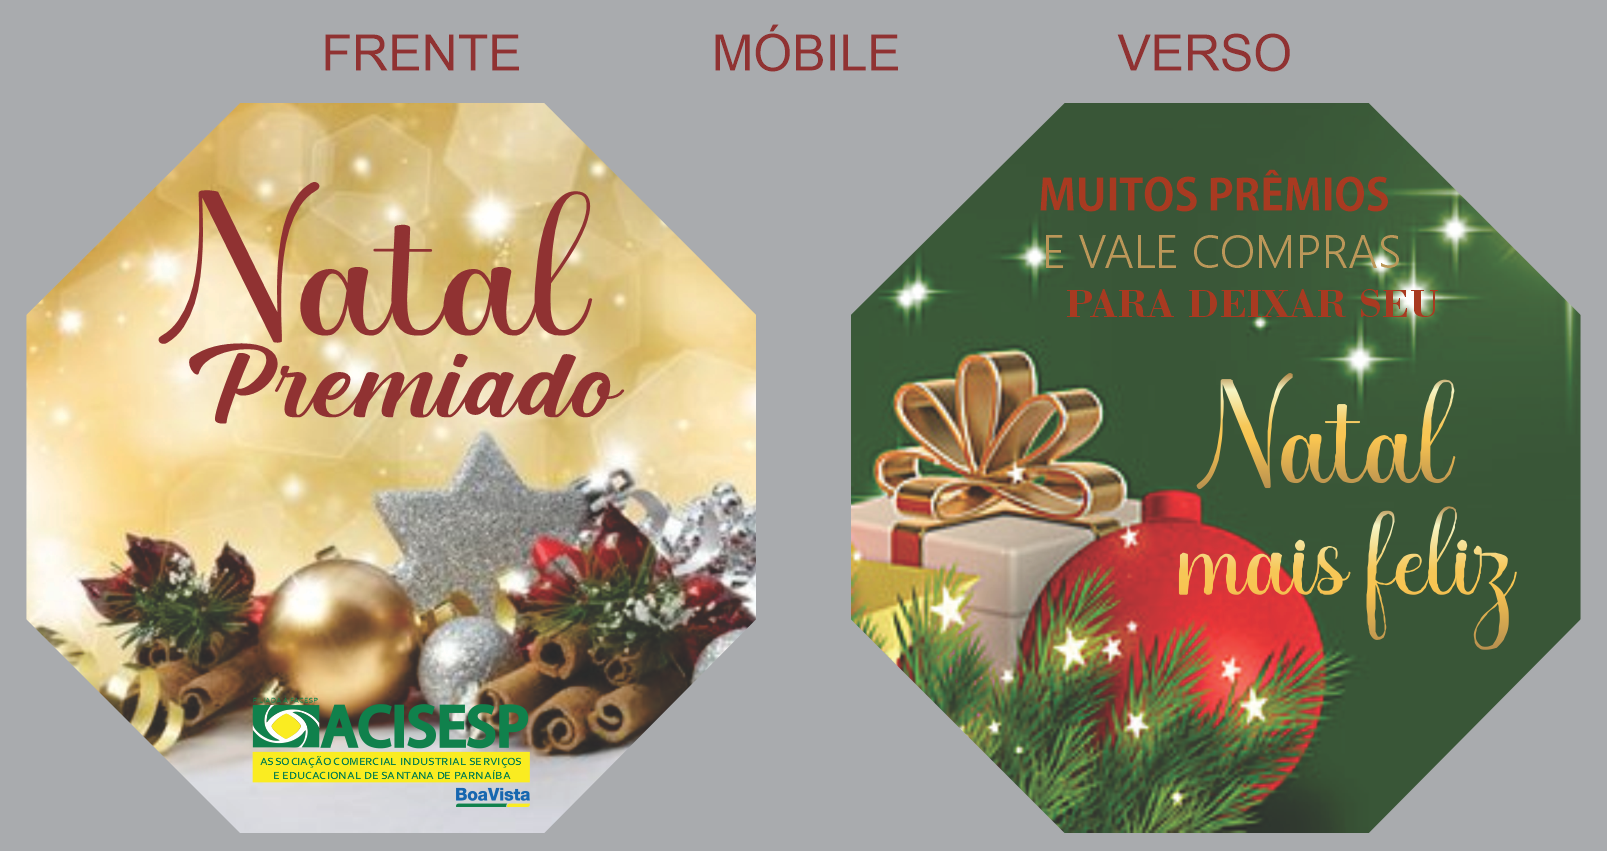 FRENTE MÓBILE VERSO
Natal
Premiado
ACISESP
ASSOCIAÇÃO COMERCIAL INDUSTRIAL SERVIÇOS
E EDUCACIONAL DE SANTANA DE PARNAÍBA
BoaVista
MUITOS PRÊMIOS
E VALE COMPRAS
PARA DEIXAR SEU
Natal
mais feliz